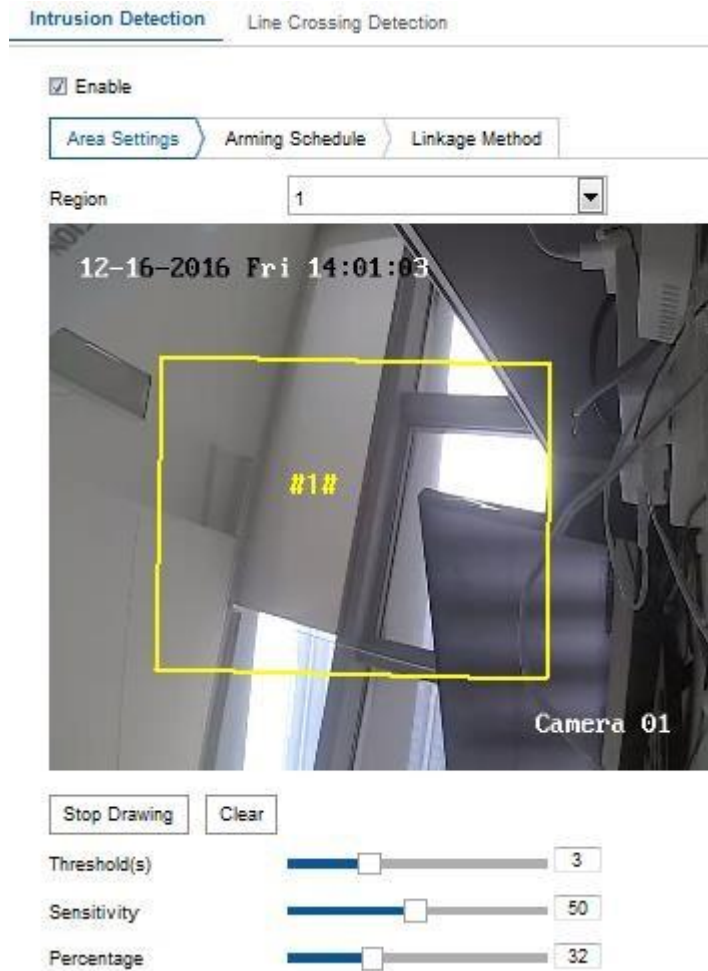 Intrusion Detection
Line Crossing Detection
Enable
Area Settings
Arming Schedule
Linkage Method
Region
1
12-16-2016 Fri 14:01:03
#1#
Camera 01
Stop Drawing
Clear
Threshold(s)
3
Sensitivity
50
Percentage
32